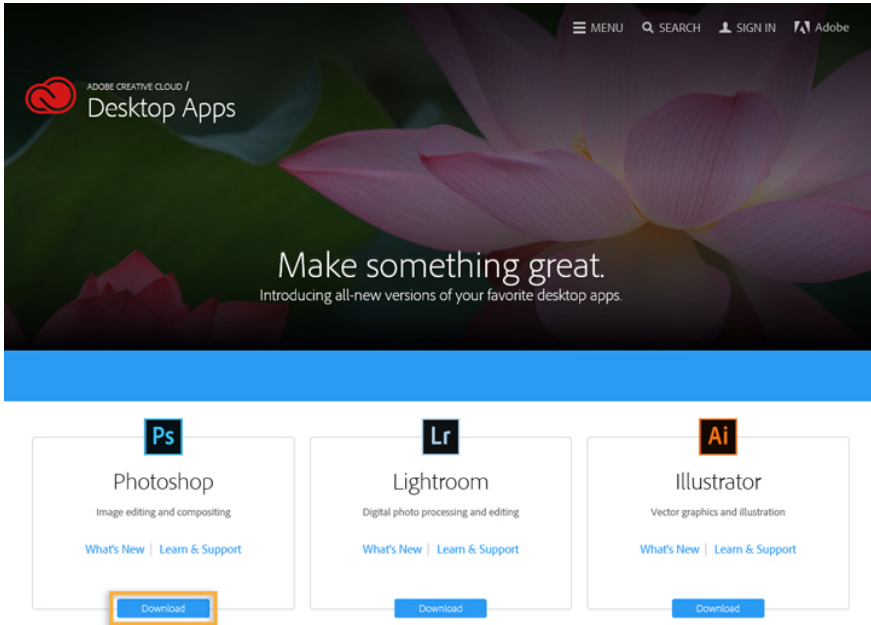 MENU SEARCH SIGN IN Adobe
ADOBE CREATIVE CLOUD /
Desktop Apps
Make something great.
Introducing all-new versions of your favorite desktop apps.
Ps
Photoshop
Image editing and compositing
What's New | Learn & Support
Download
Lr
Lightroom
Digital photo processing and editing
What's New | Learn & Support
Download
Ai
Illustrator
Vector graphics and illustration
What's New | Learn & Support
Download